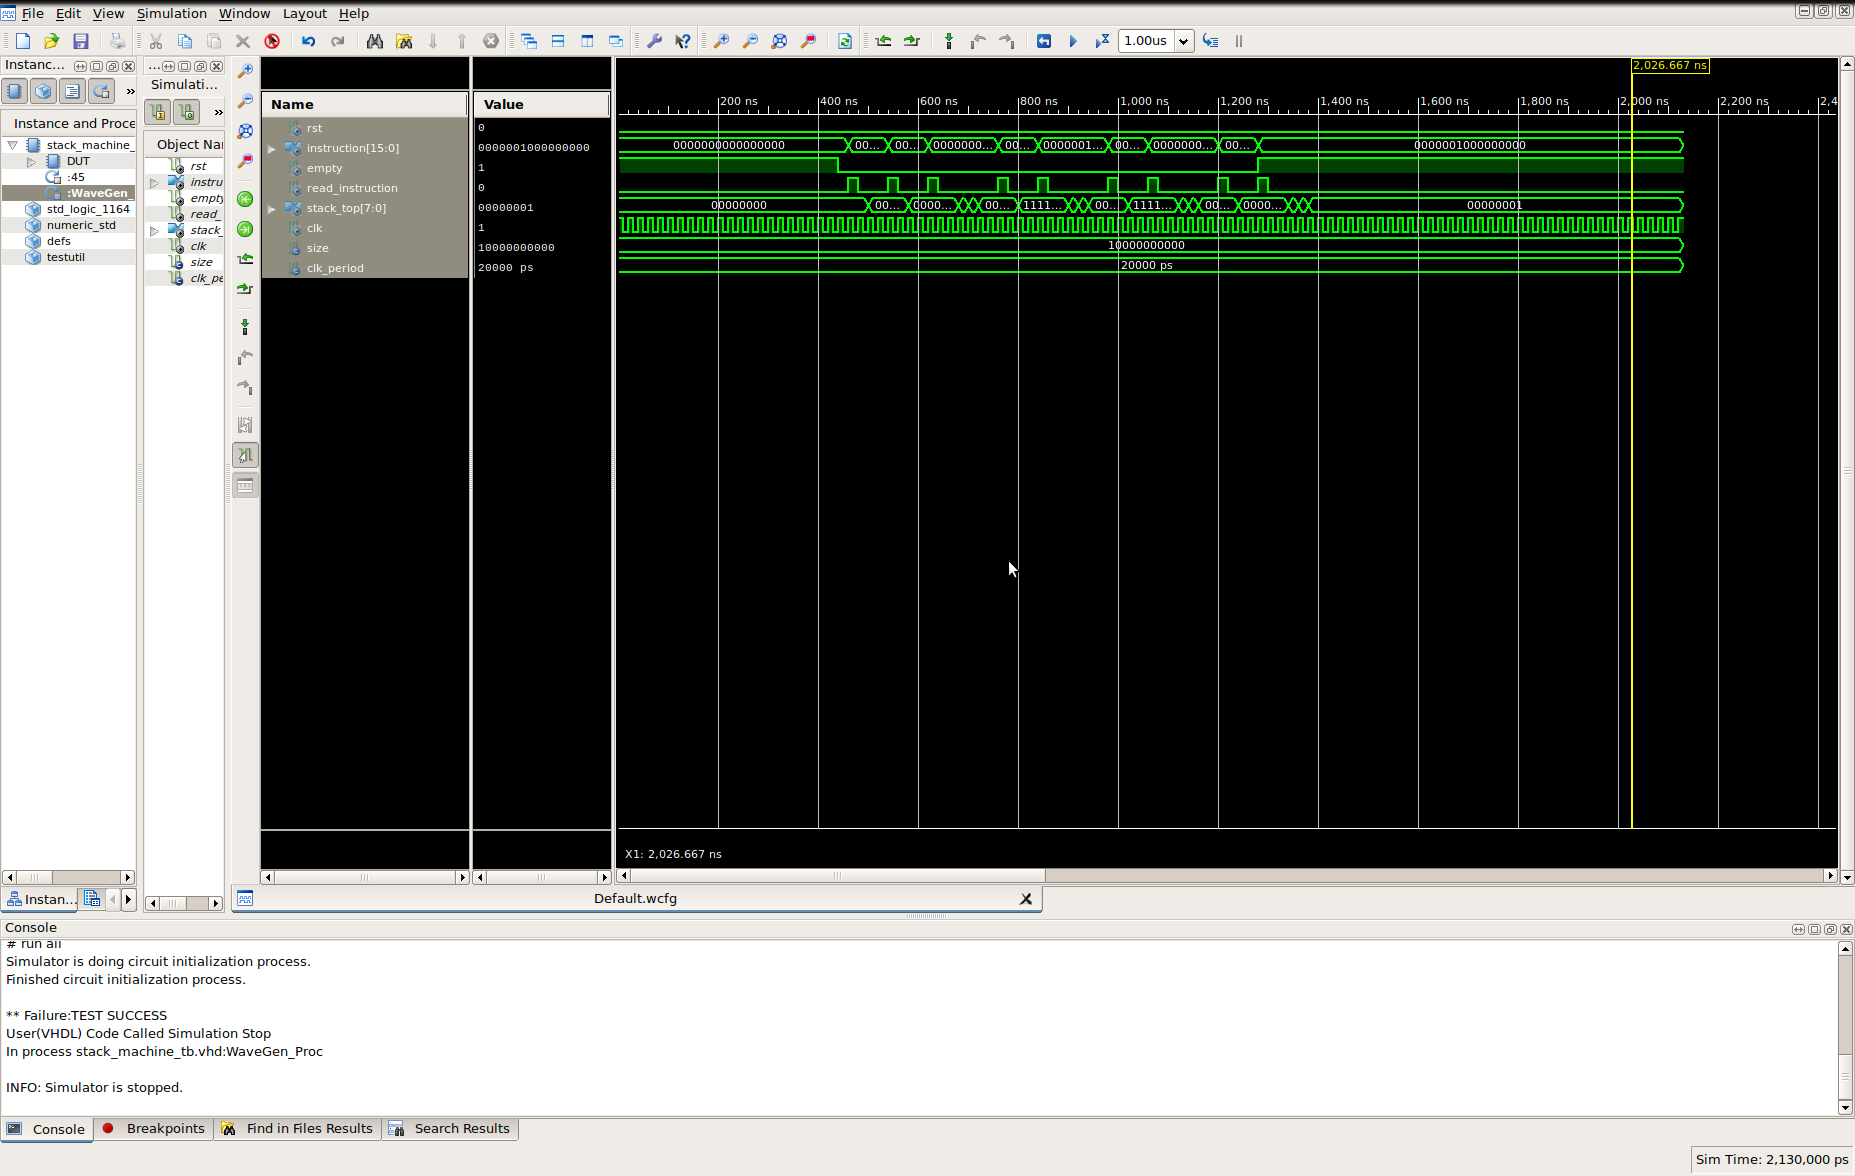 File Edit View Simulation Window Layout Help
1.00us
Instanc...
Instance and Proce
stack_machine_
DUT
:45
:WaveGen_
std_logic_1164
numeric_std
defs
testutil
Instan...
...
Simulati...
Object Nar
rst
instru
empty
read_
stack_
clk
size
clk_pe
Name Value
rst 0
instruction[15:0] 0000001000000000
empty 1
read_instruction 0
stack_top[7:0] 00000001
clk 1
size 10000000000
clk_period 20000 ps
2,026.667 ns
200 ns 400 ns 600 ns 800 ns 1,000 ns 1,200 ns 1,400 ns 1,600 ns 1,800 ns 2,000 ns 2,200 ns 2,4
0000000000000000 00... 00... 0000000... 00... 0000001... 00... 0000000... 00... 0000001000000000
00000000 00... 0000... 00... 1111... 00... 1111... 00... 0000... 00000001
10000000000
20000 ps
X1: 2,026.667 ns
Default.wcfg
Console
# run all
Simulator is doing circuit initialization process.
Finished circuit initialization process.
** Failure:TEST SUCCESS
User(VHDL) Code Called Simulation Stop
In process stack_machine_tb.vhd:WaveGen_Proc
INFO: Simulator is stopped.
Console Breakpoints Find in Files Results Search Results
Sim Time: 2,130,000 ps